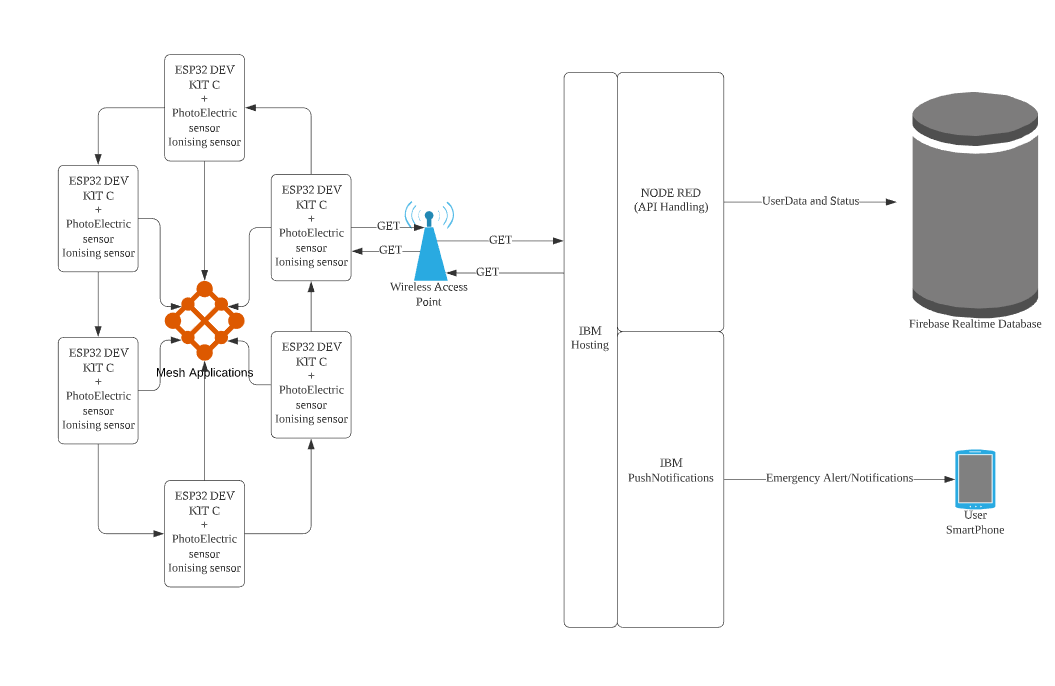 ESP32 DEV
KIT C
+
PhotoElectric
sensor
Ionising sensor
ESP32 DEV
KIT C
+
PhotoElectric
sensor
Ionising sensor
ESP32 DEV
KIT C
+
PhotoElectric
sensor
Ionising sensor
ESP32 DEV
KIT C
+
PhotoElectric
sensor
Ionising sensor
ESP32 DEV
KIT C
+
PhotoElectric
sensor
Ionising sensor
ESP32 DEV
KIT C
+
PhotoElectric
sensor
Ionising sensor
Mesh Applications
GET
GET
Wireless Access
Point
GET
GET
IBM
Hosting
NODE RED
(API Handling)
IBM
PushNotifications
UserData and Status
Firebase Realtime Database
Emergency Alert/Notifications
User
SmartPhone